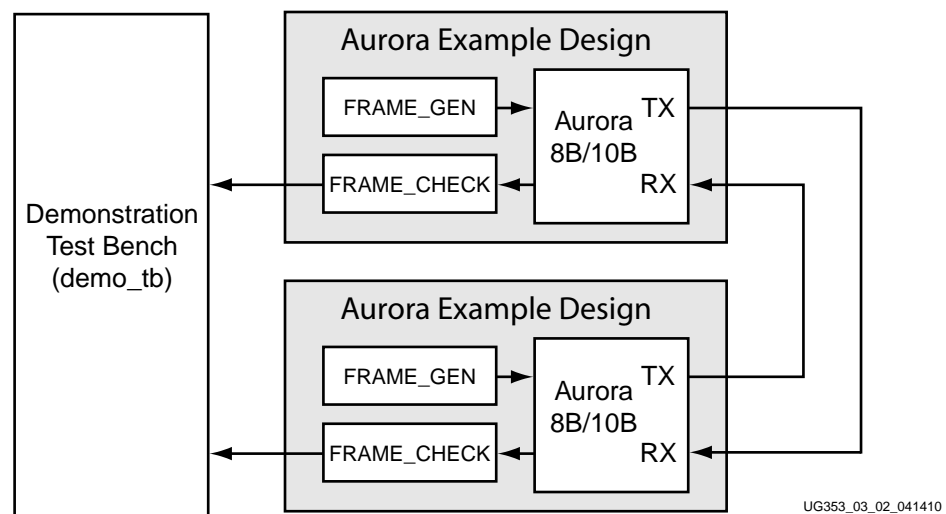 Aurora Example Design
FRAME_GEN
FRAME_CHECK
Aurora
8B/10B
TX
RX
Demonstration
Test Bench
(demo_tb)
Aurora Example Design
FRAME_GEN
FRAME_CHECK
Aurora
8B/10B
TX
RX
UG353_03_02_041410